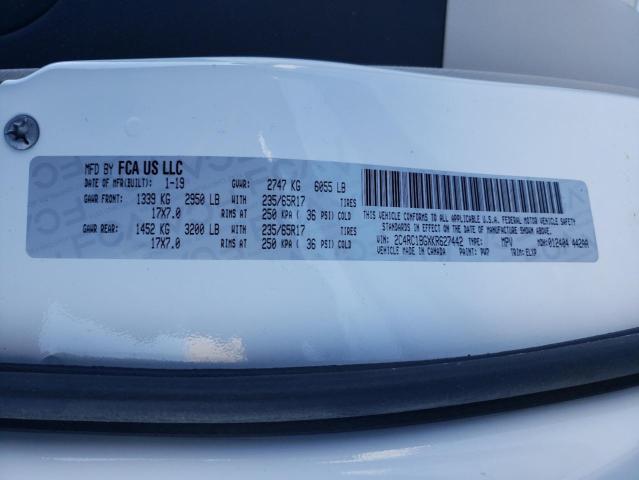 MFD BY FCA US LLC
DATE OF MFR(BUILT): 1-19 GVWR: 2747 KG 6055 LB
GAWR FRONT: 1339 KG 2950 LB WITH 235/65R17 TIRES
17X7.0 RIMS AT 250 KPA ( 36 PSI) COLD
GAWR REAR: 1452 KG 3200 LB WITH 235/65R17 TIRES
17X7.0 RIMS AT 250 KPA ( 36 PSI) COLD
THIS VEHICLE CONFORMS TO ALL APPLICABLE U.S.A. FEDERAL MOTOR VEHICLE SAFETY
STANDARDS IN EFFECT ON THE DATE OF MANUFACTURE SHOWN ABOVE.
VIN: 2C4RC1BGXKR627442 TYPE: MPV MDH: 012404 442AA
VEHICLE MADE IN CANADA PAINT: PW7 TRIM: ELXP